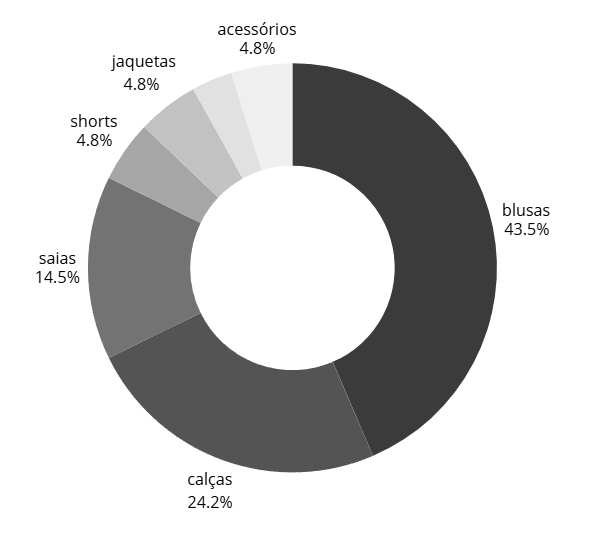 acessórios
4.8%
jaquetas
4.8%
shorts
4.8%
blusas
43.5%
saias
14.5%
calças
24.2%